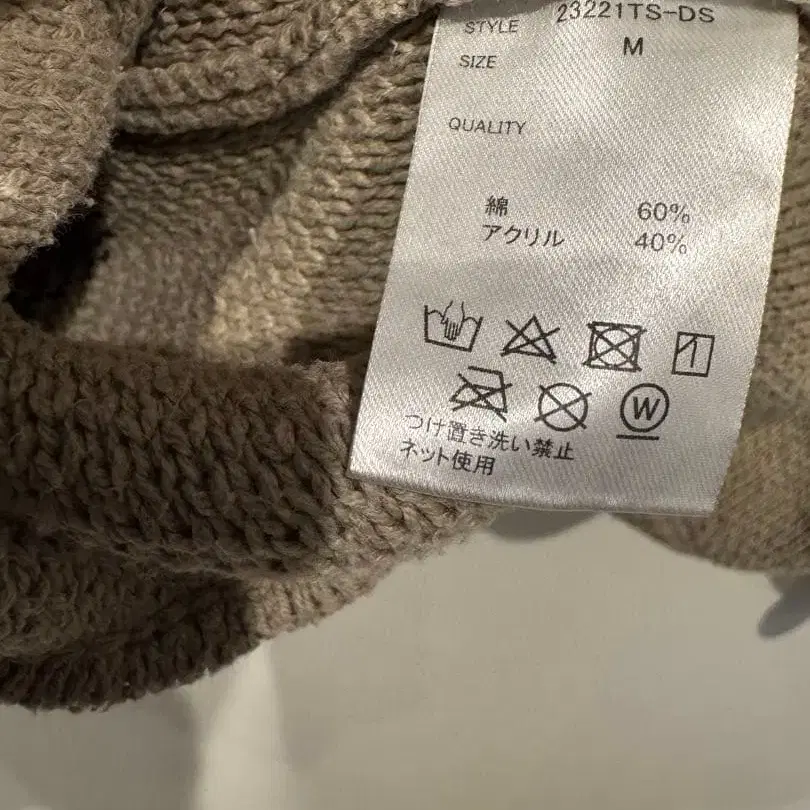 STYLE 23221TS-DS
SIZE M
QUALITY
綿 60%
アクリル 40%
W
つけ置き洗い禁止
ネット使用